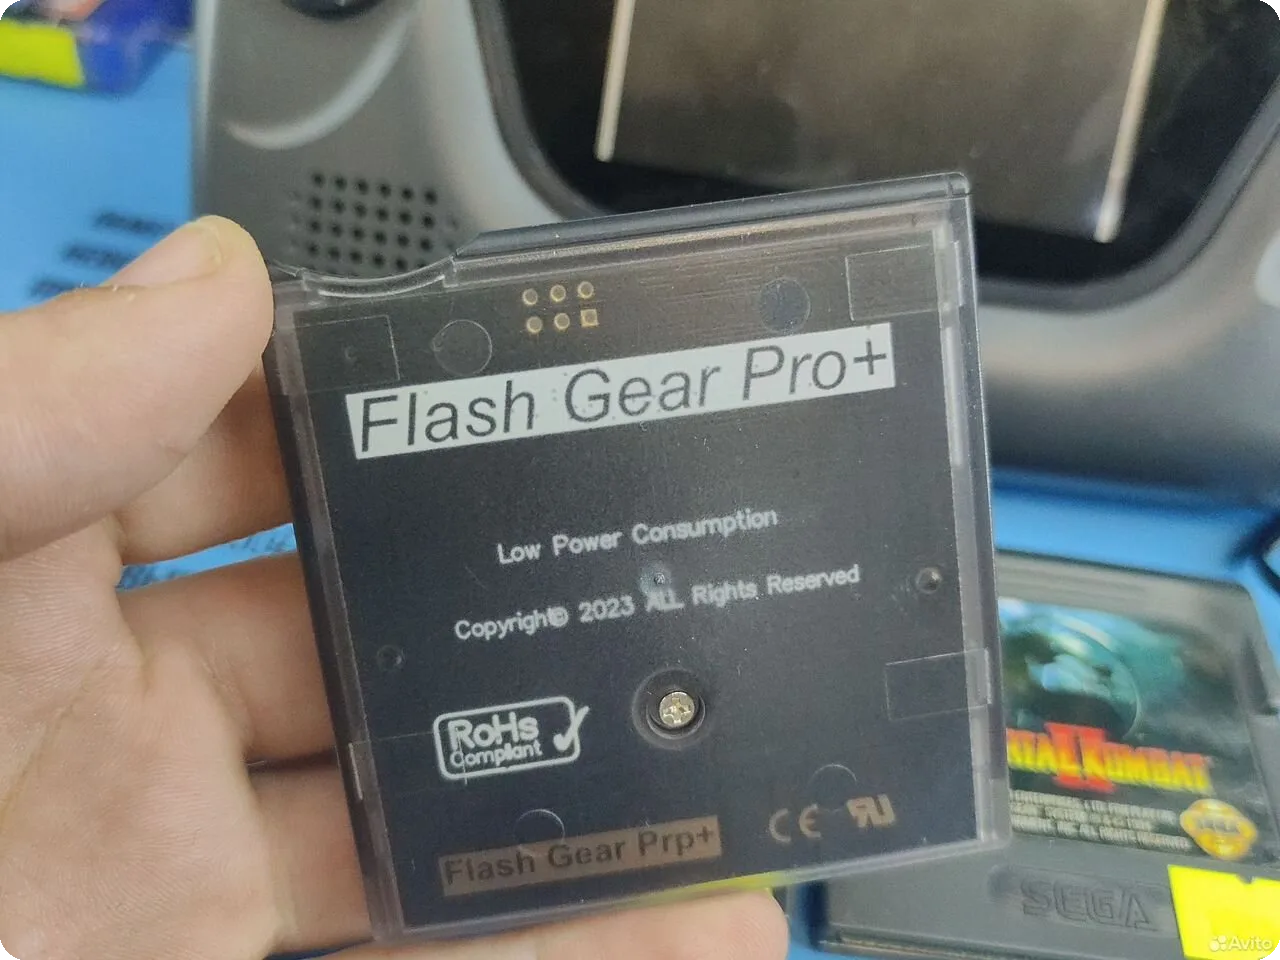 Flash Gear Pro+
Low Power Consumption
Copyright© 2023 ALL Rights Reserved
RoHs
Compliant
Flash Gear Prp+
CE
KOMBAT
SEGA
Avito